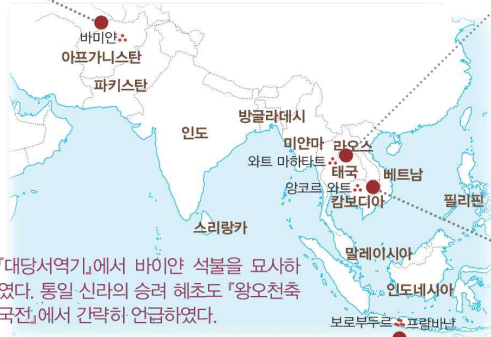 바미얀
아프가니스탄
파키스탄
방글라데시
인도
미얀마 라오스
와트 마하타트
태국
베트남
앙코르 와트
캄보디아
필리핀
스리랑카
말레이시아
『대당서역기』에서 바이얀 석불을 묘사하
였다. 통일 신라의 승려 혜초도 『왕오천축
국전』에서 간략히 언급하였다.
인도네시아
보로부두르 프람바난